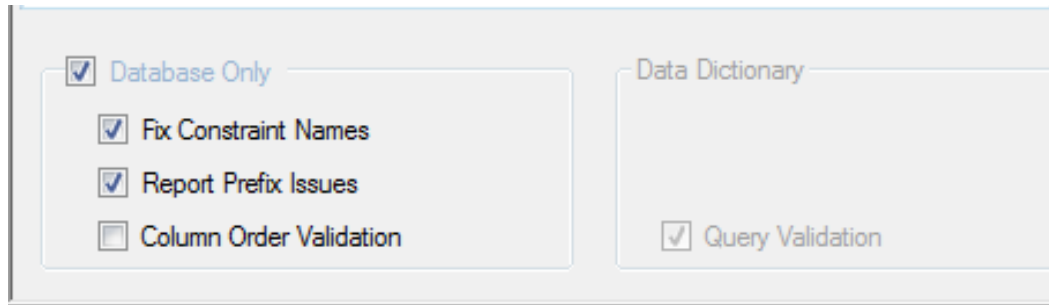 Database Only
Fix Constraint Names
Report Prefix Issues
Column Order Validation
Data Dictionary
Query Validation